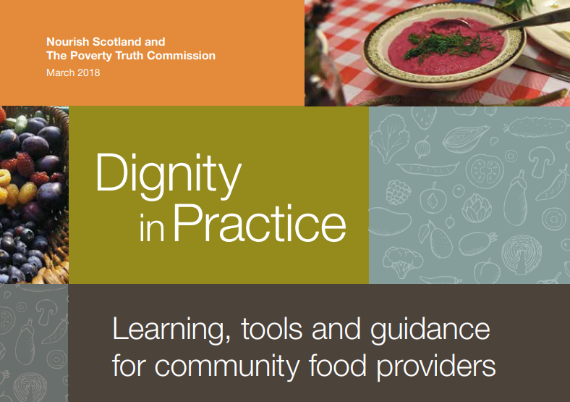 Nourish Scotland and
The Poverty Truth Commission
March 2018
Dignity
in Practice
Learning, tools and guidance
for community food providers